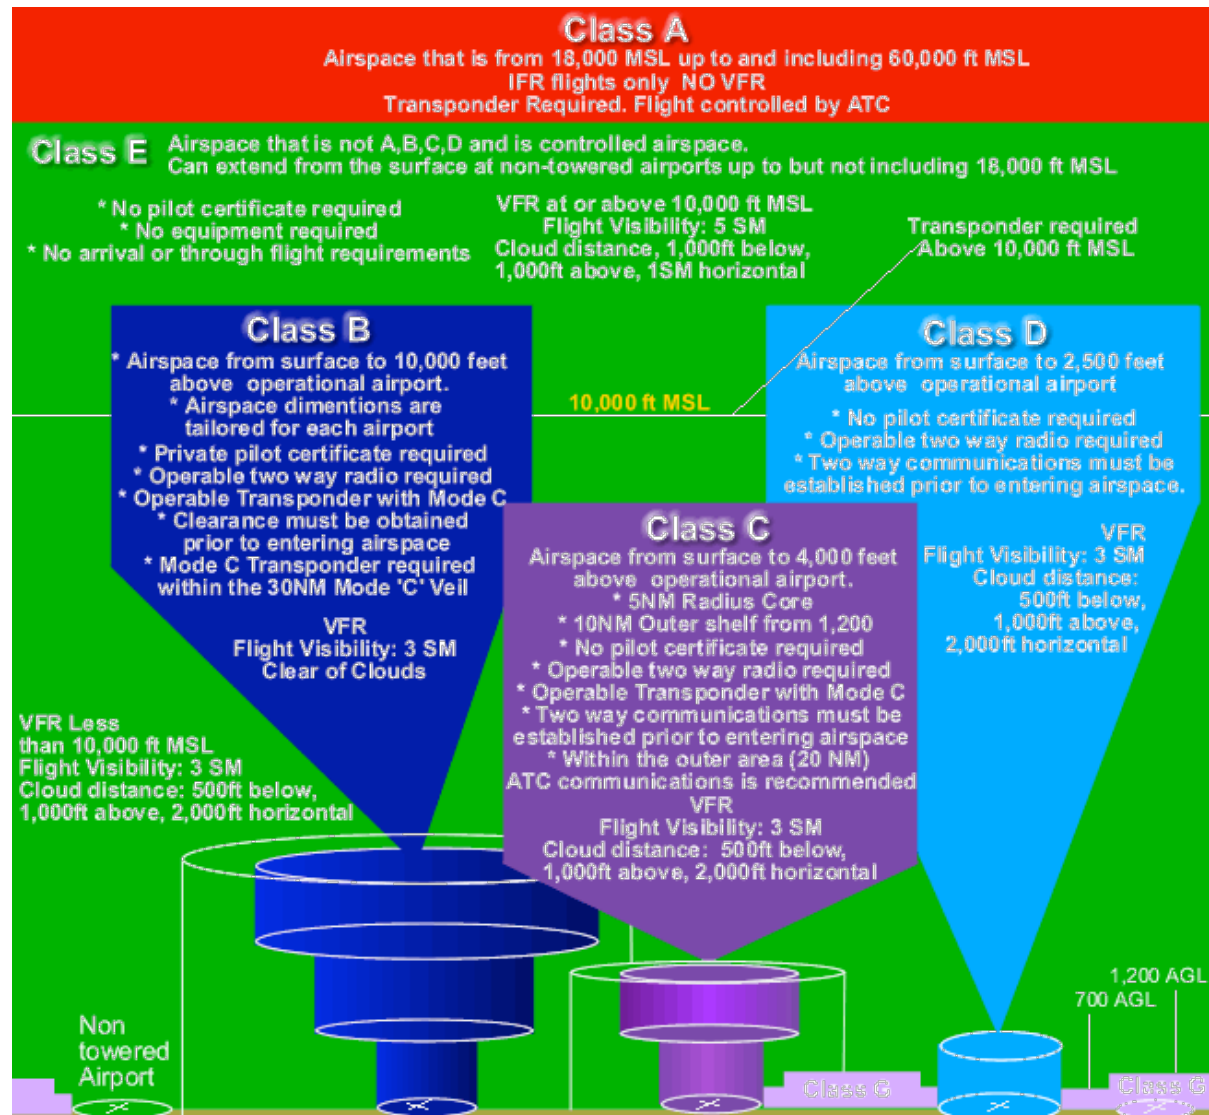 Class A
Airspace that is from 18,000 MSL up to and including 60,000 ft MSL
IFR flights only  NO VFR
Transponder Required. Flight controlled by ATC
Class E
Airspace that is not A,B,C,D and is controlled airspace.
Can extend from the surface at non-towered airports up to but not including 18,000 ft MSL
* No pilot certificate required
* No equipment required
* No arrival or through flight requirements
VFR at or above 10,000 ft MSL
Flight Visibility: 5 SM
Cloud distance, 1,000ft below,
1,000ft above, 1SM horizontal
Transponder required
Above 10,000 ft MSL
Class B
* Airspace from surface to 10,000 feet
above operational airport.
* Airspace dimentions are
tailored for each airport
* Private pilot certificate required
* Operable two way radio required
* Operable Transponder with Mode C
* Clearance must be obtained
prior to entering airspace
* Mode C Transponder required
within the 30NM Mode 'C' Veil
VFR
Flight Visibility: 3 SM
Clear of Clouds
10,000 ft MSL
Class D
Airspace from surface to 2,500 feet
above operational airport
* No pilot certificate required
* Operable two way radio required
* Two way communications must be
established prior to entering airspace.
VFR
Flight Visibility: 3 SM
Cloud distance:
500ft below,
1,000ft above,
2,000ft horizontal
Class C
Airspace from surface to 4,000 feet
above operational airport.
* 5NM Radius Core
* 10NM Outer shelf from 1,200
* No pilot certificate required
* Operable two way radio required
* Operable Transponder with Mode C
* Two way communications must be
established prior to entering airspace
* Within the outer area (20 NM)
ATC communications is recommended
VFR
Flight Visibility: 3 SM
Cloud distance: 500ft below,
1,000ft above, 2,000ft horizontal
VFR Less
than 10,000 ft MSL
Flight Visibility: 3 SM
Cloud distance: 500ft below,
1,000ft above, 2,000ft horizontal
Non
towered
Airport
1,200 AGL
700 AGL
Class G
Class G